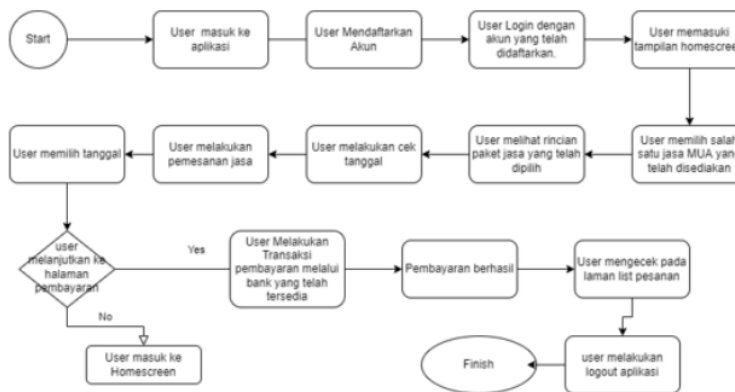 Start
User masuk ke
aplikasi
User Mendaftarkan
Akun
User Login dengan
akun yang telah
didaftarkan.
User memasuki
tampilan homescreen
User memilih salah
satu jasa MUA yang
telah disediakan
User melihat rincian
paket jasa yang telah
dipilih
User melakukan cek
tanggal
User melakukan
pemesanan jasa
User memilih tanggal
user
melanjutkan ke
halaman
pembayaran
Yes
User Melakukan
Transaksi
pembayaran melalui
bank yang telah
tersedia
Pembayaran berhasil
User mengecek pada
laman list pesanan
user melakukan
logout aplikasi
Finish
No
User masuk ke
Homescreen